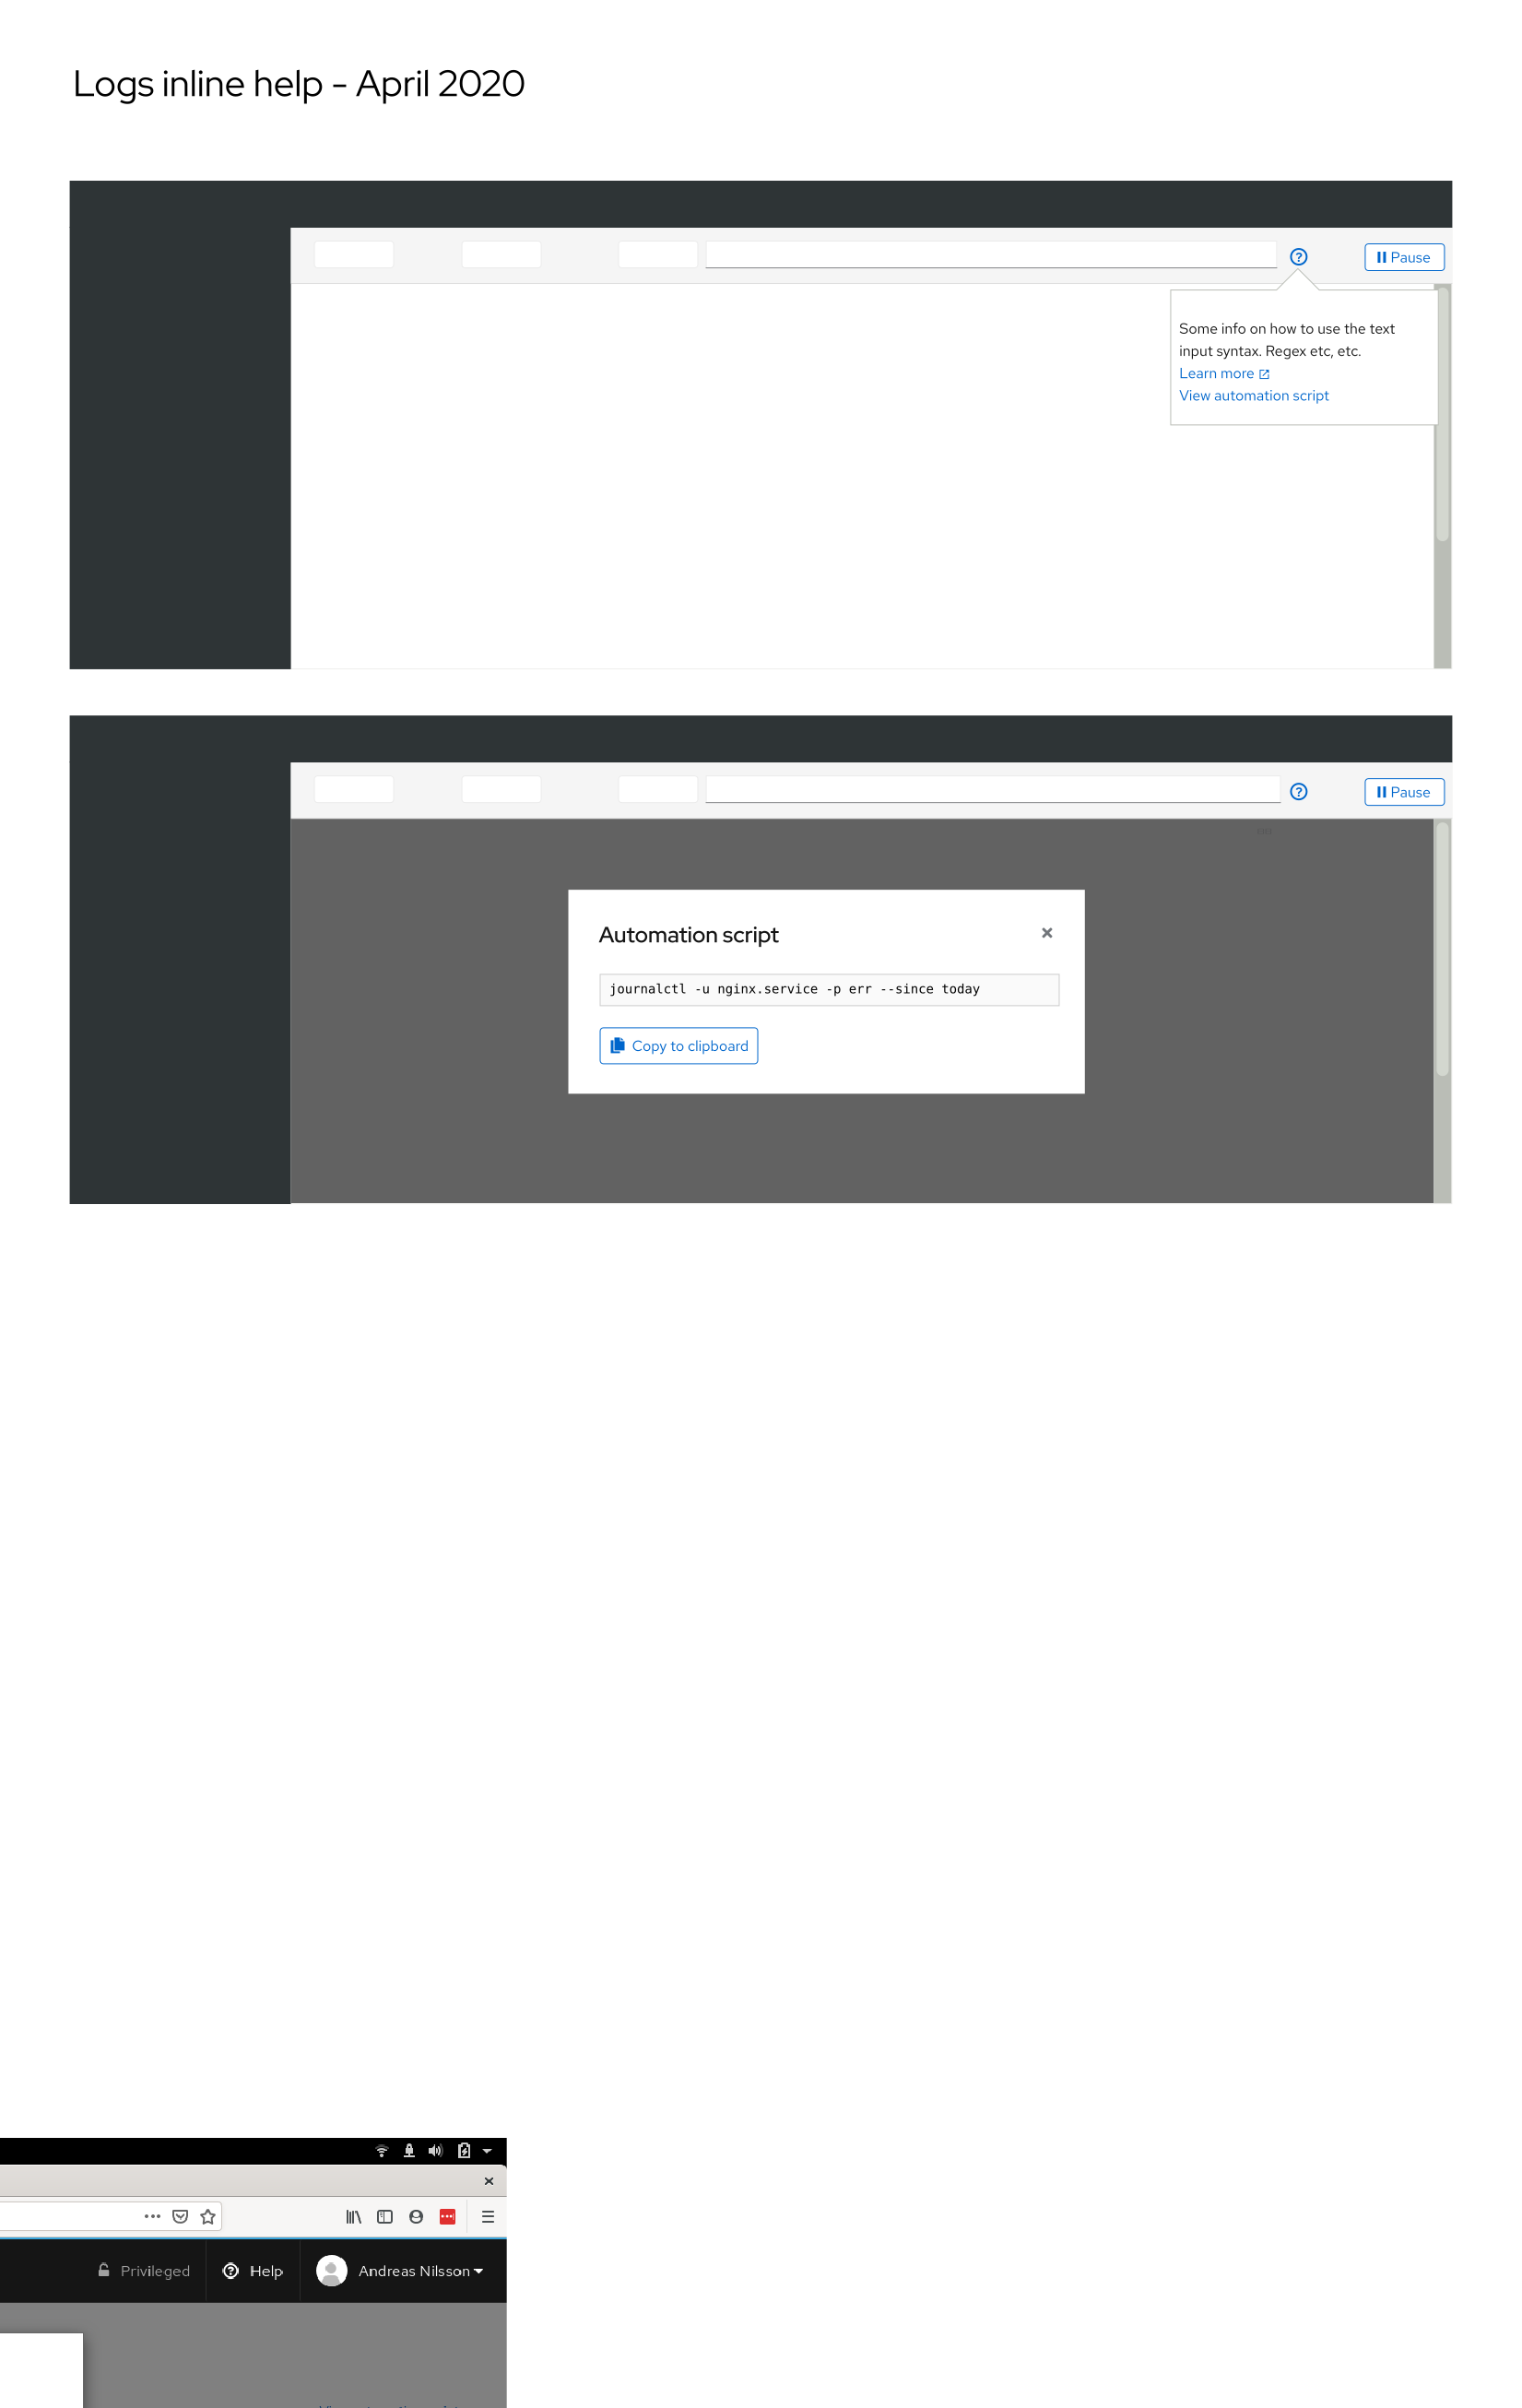 Logs inline help - April 2020
Pause
Some info on how to use the text
input syntax. Regex etc, etc.
Learn more
View automation script
Pause
Automation script
journalctl -u nginx.service -p err --since today
Copy to clipboard
Privileged
Help
Andreas Nilsson